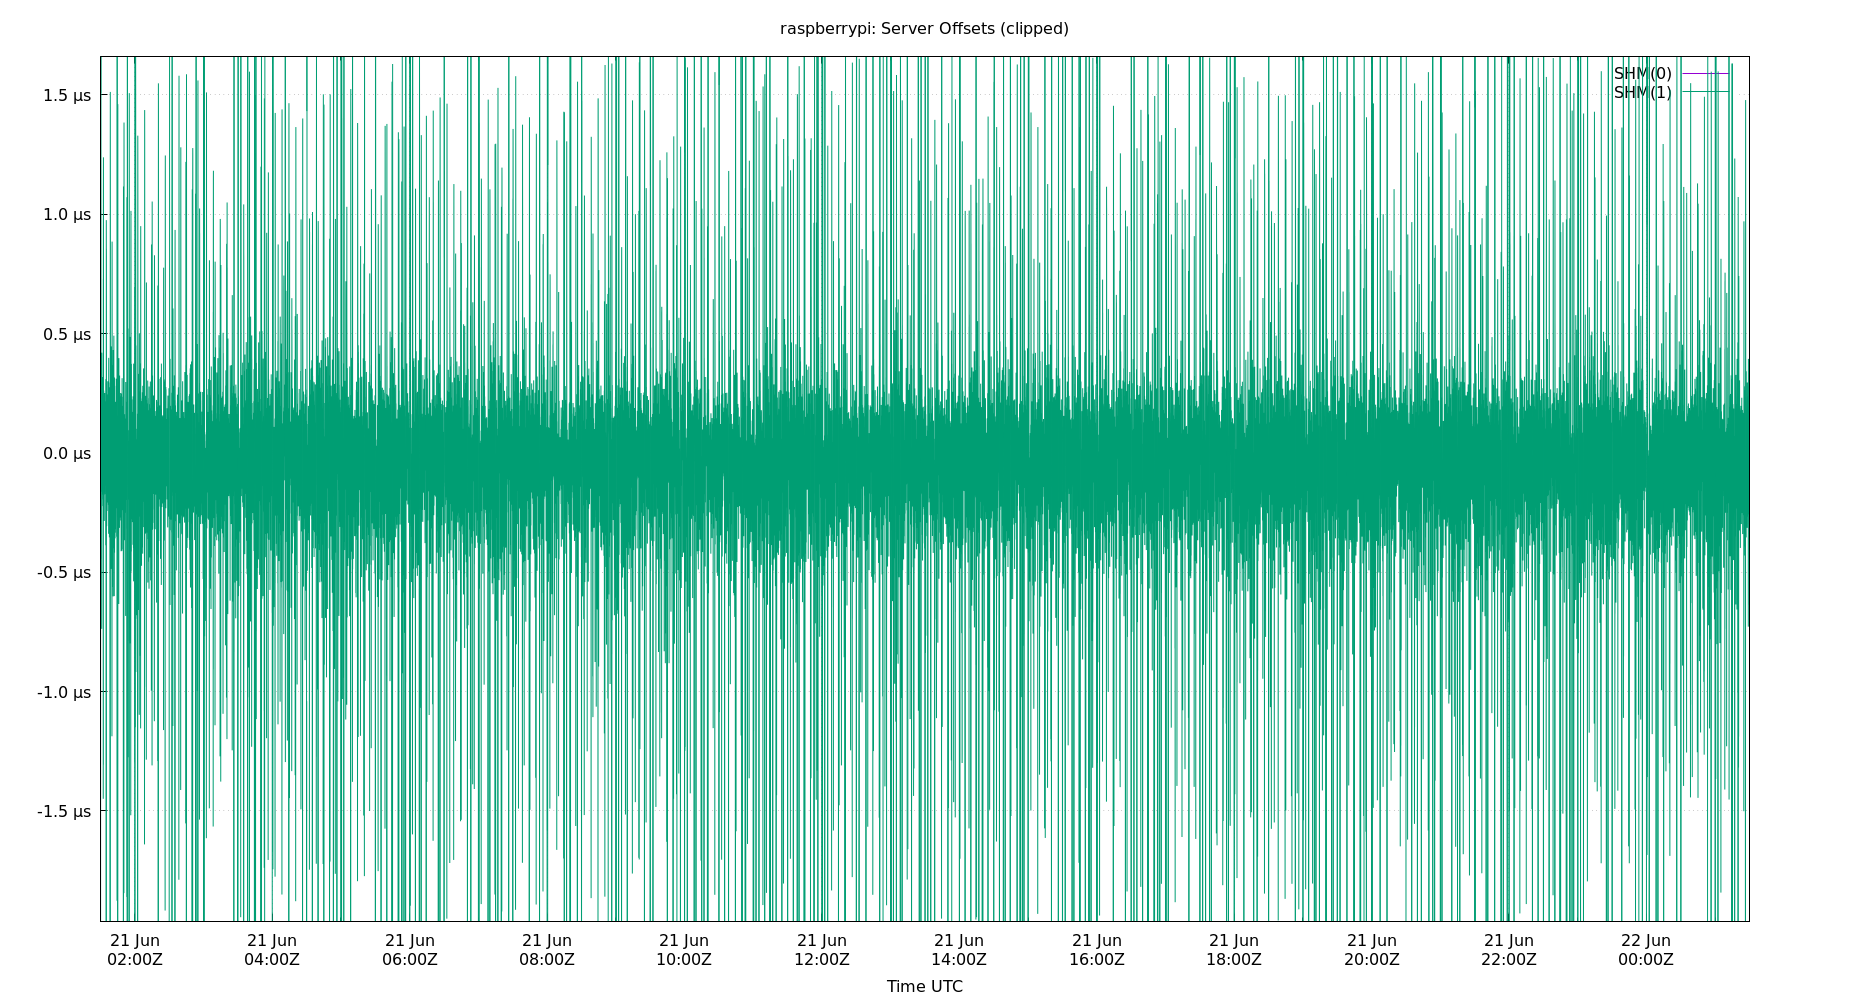 raspberrypi: Server Offsets (clipped)
SHM(0)
SHM(1)
1.5 µs
1.0 µs
0.5 µs
0.0 µs
-0.5 µs
-1.0 µs
-1.5 µs
21 Jun 21 Jun 21 Jun 21 Jun 21 Jun 21 Jun 21 Jun 21 Jun 21 Jun 21 Jun 21 Jun 22 Jun
02:00Z 04:00Z 06:00Z 08:00Z 10:00Z 12:00Z 14:00Z 16:00Z 18:00Z 20:00Z 22:00Z 00:00Z
Time UTC